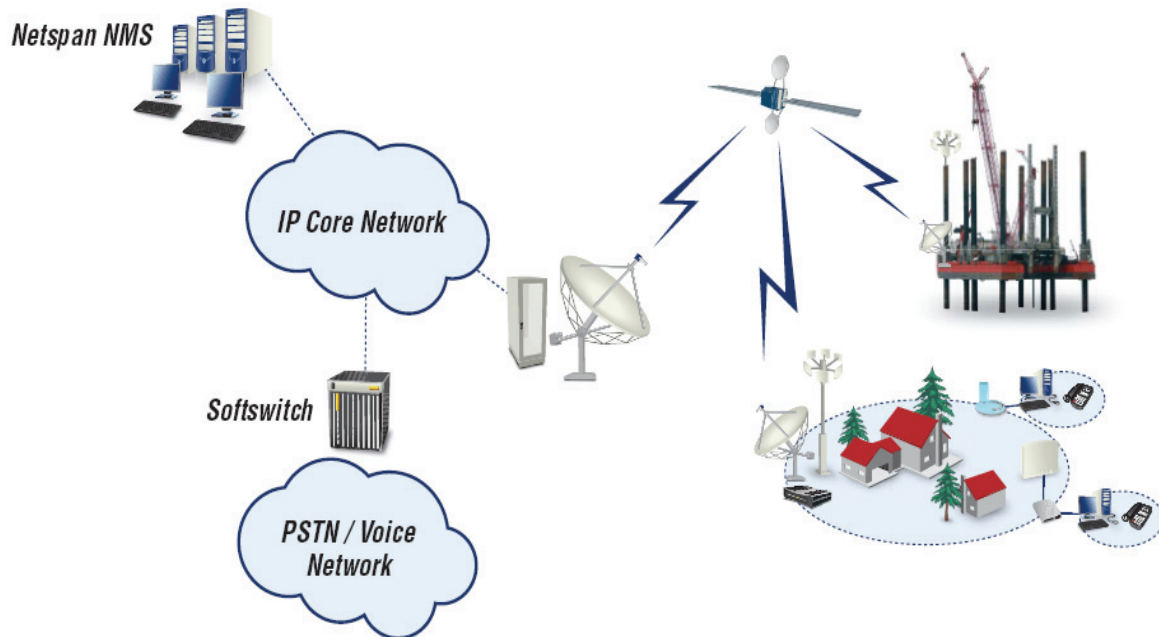 Netspan NMS
IP Core Network
Softswitch
PSTN / Voice
Network